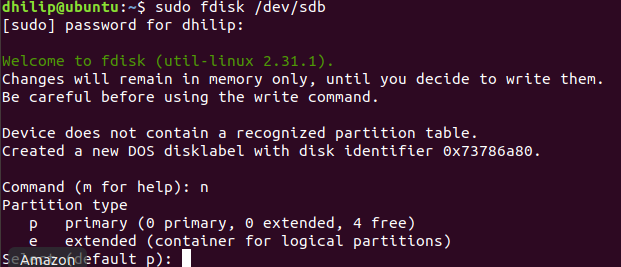 dhilip@ubuntu:~$ sudo fdisk /dev/sdb
[sudo] password for dhilip:
Welcome to fdisk (util-linux 2.31.1).
Changes will remain in memory only, until you decide to write them.
Be careful before using the write command.
Device does not contain a recognized partition table.
Created a new DOS disklabel with disk identifier 0x73786a80.
Command (m for help): n
Partition type
p   primary (0 primary, 0 extended, 4 free)
e   extended (container for logical partitions)
Select (default p):
Amazon